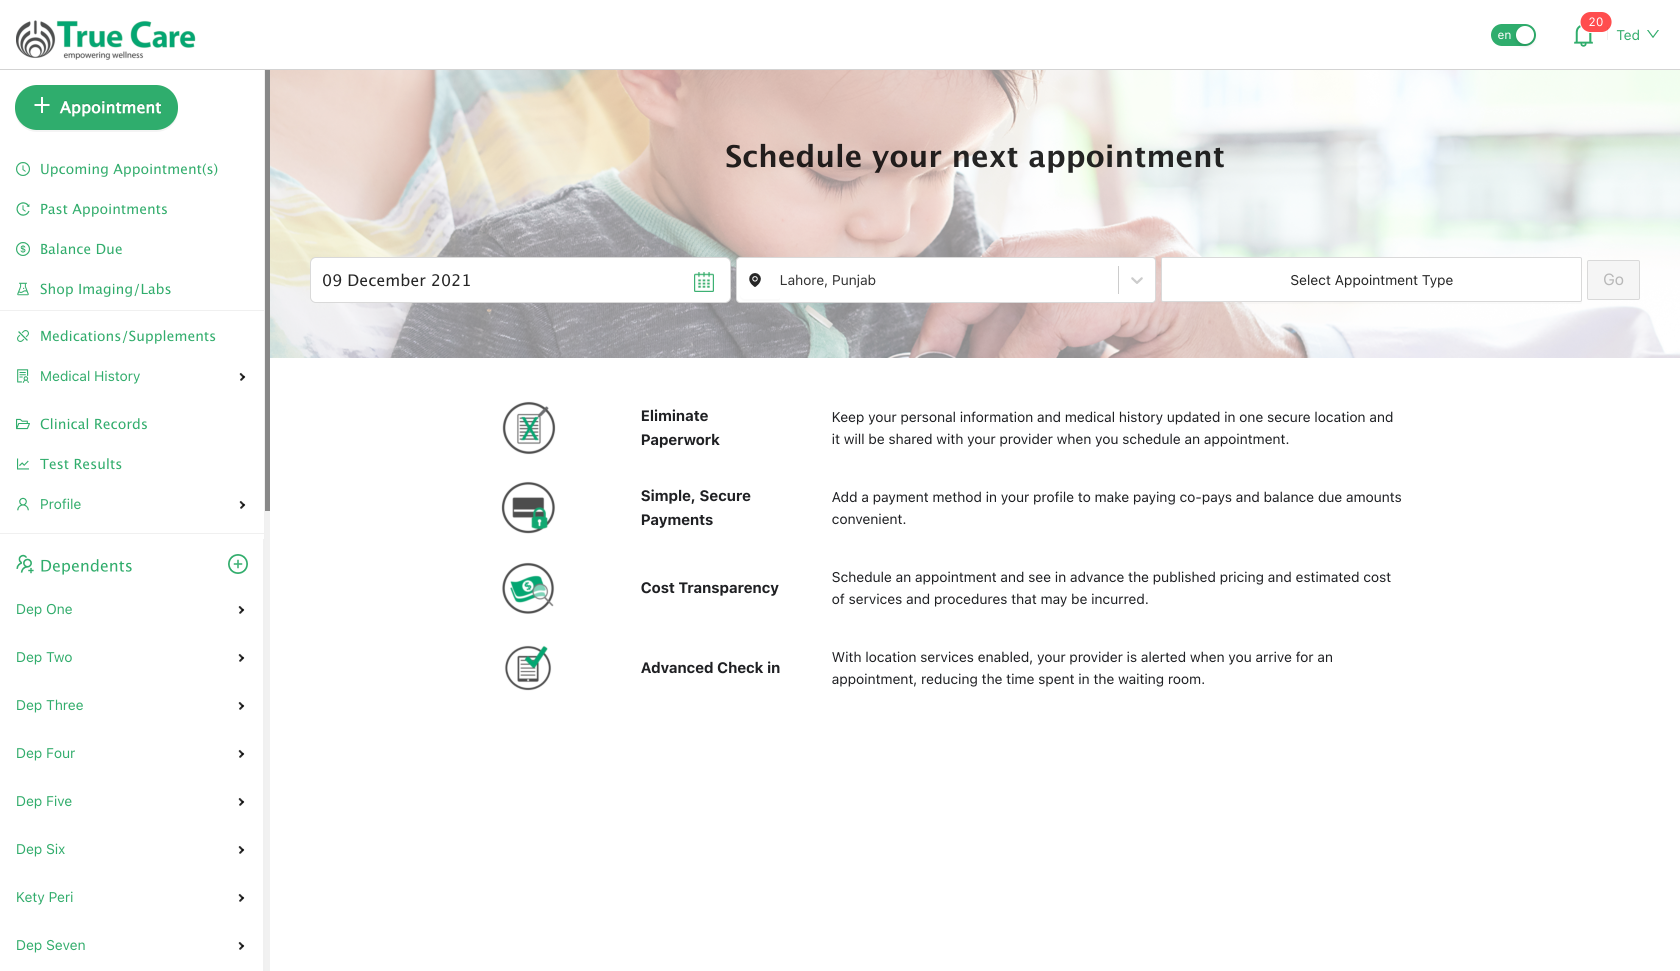 True Care
empowering wellness
en
20
Ted
Appointment
Upcoming Appointment(s)
Past Appointments
Balance Due
Shop Imaging/Labs
Medications/Supplements
Medical History
Clinical Records
Test Results
Profile
Dependents
Dep One
Dep Two
Dep Three
Dep Four
Dep Five
Dep Six
Kety Peri
Dep Seven
Schedule your next appointment
09 December 2021
Lahore, Punjab
Select Appointment Type
Go
Eliminate
Paperwork
Keep your personal information and medical history updated in one secure location and
it will be shared with your provider when you schedule an appointment.
Simple, Secure
Payments
Add a payment method in your profile to make paying co-pays and balance due amounts
convenient.
Cost Transparency
Schedule an appointment and see in advance the published pricing and estimated cost
of services and procedures that may be incurred.
Advanced Check in
With location services enabled, your provider is alerted when you arrive for an
appointment, reducing the time spent in the waiting room.